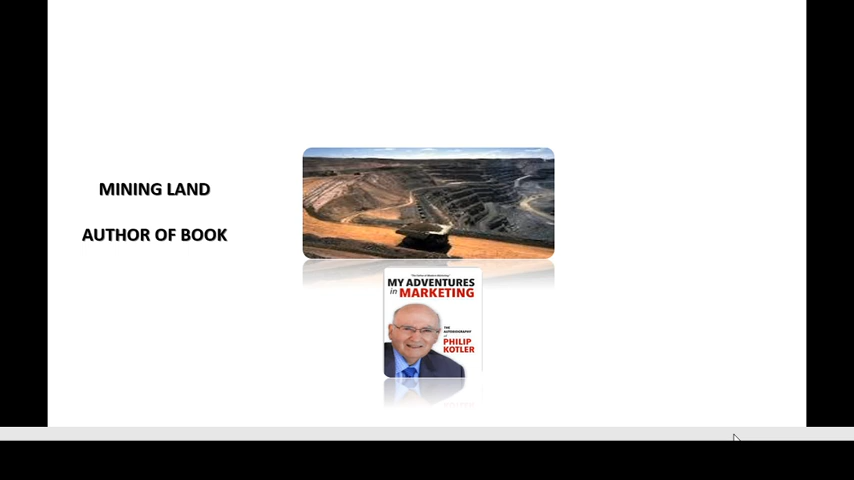 MINING LAND
AUTHOR OF BOOK
MY ADVENTURES
in MARKETING
THE
AUTOBIOGRAPHY
PHILIP
KOTLER